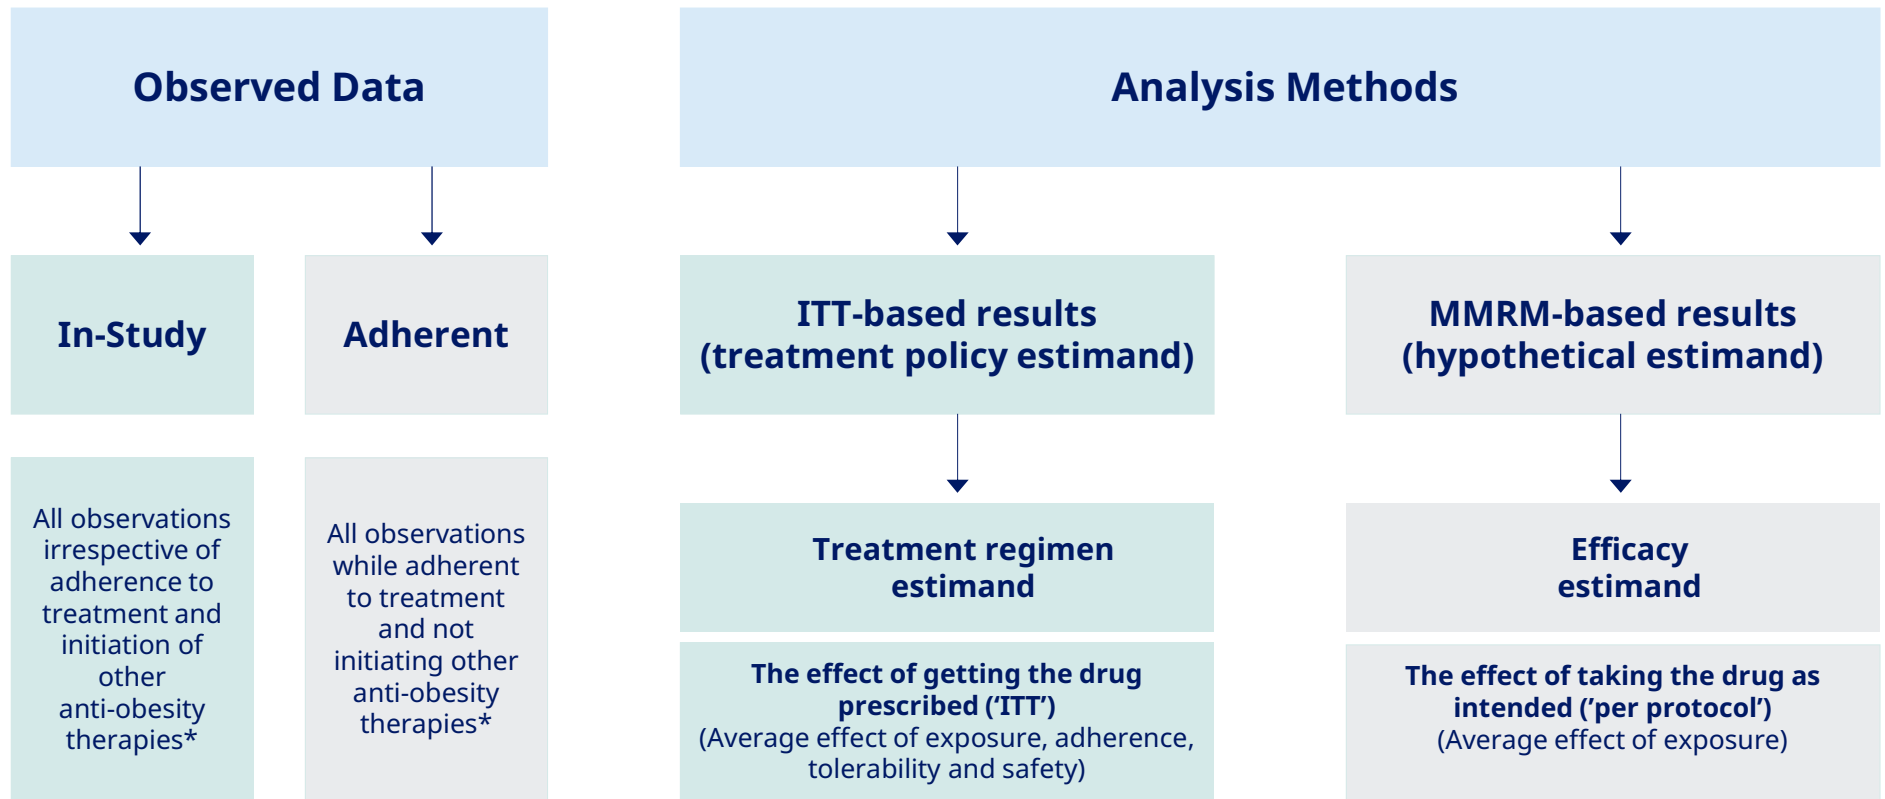 Observed Data
Analysis Methods
In-Study
Adherent
ITT-based results
(treatment policy estimand)
MMRM-based results
(hypothetical estimand)
All observations
irrespective of
adherence to
treatment and
initiation of
other
anti-obesity
therapies*
All observations
while adherent
to treatment
and not
initiating other
anti-obesity
therapies*
Treatment regimen
estimand
The effect of getting the drug
prescribed (‘ITT’)
(Average effect of exposure, adherence,
tolerability and safety)
Efficacy
estimand
The effect of taking the drug as
intended (’per protocol’)
(Average effect of exposure)